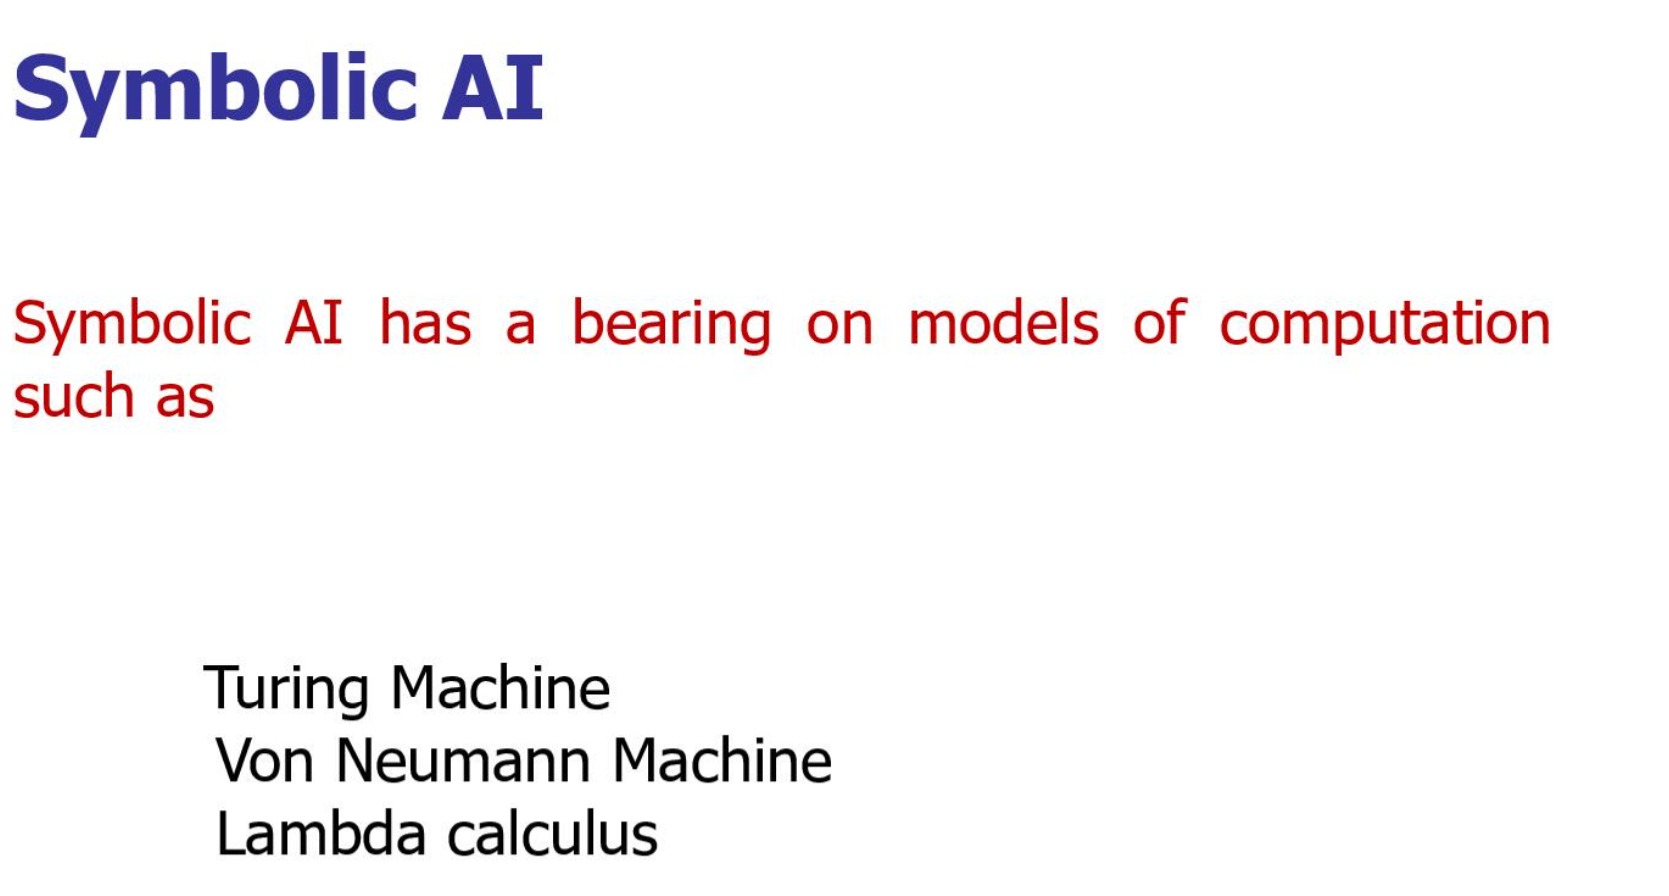 Symbolic AI
Symbolic AI has a bearing on models of computation
such as
Turing Machine
Von Neumann Machine
Lambda calculus